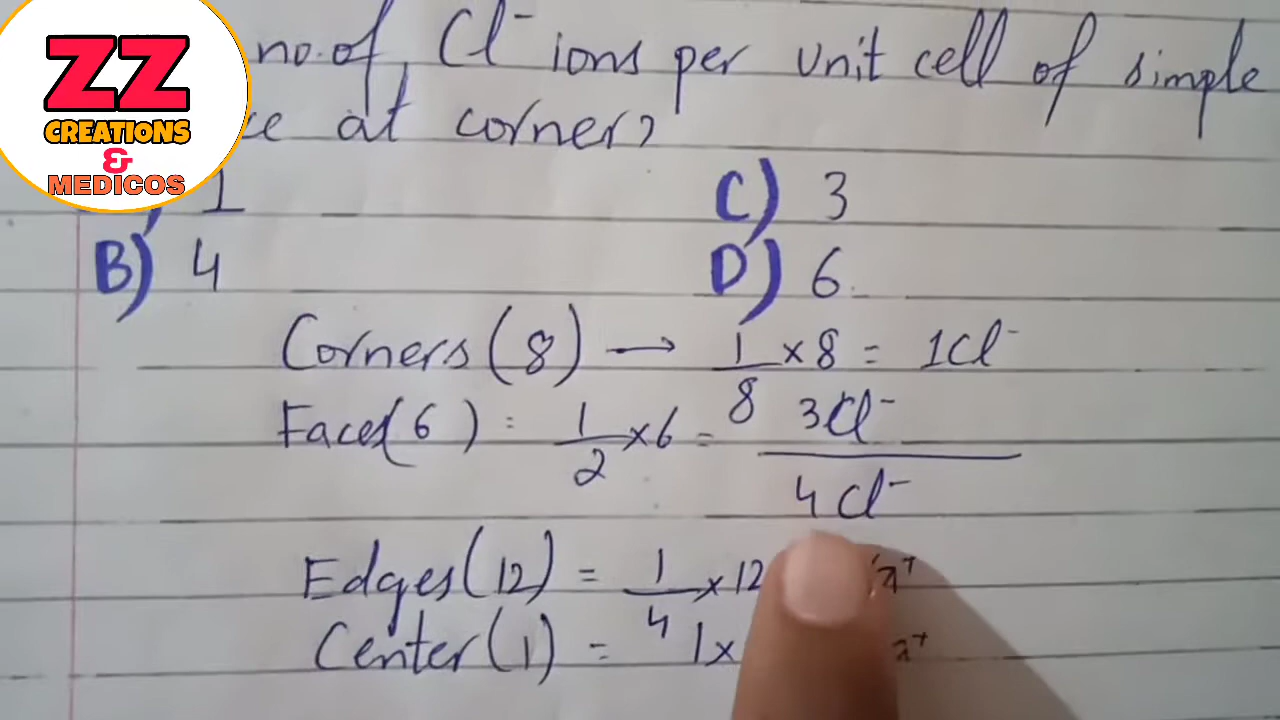 ZZ
CREATIONS
&
MEDICOS
no. of Cl⁻ ions per unit cell of simple
at corner?
1
C) 3
B) 4
D) 6
Corners (8) → 1/8 × 8 = 1Cl⁻
Faces (6) = 1/2 × 6 = 3Cl⁻
4Cl⁻
Edges (12) = 1/4 × 12
Center (1) = 1×